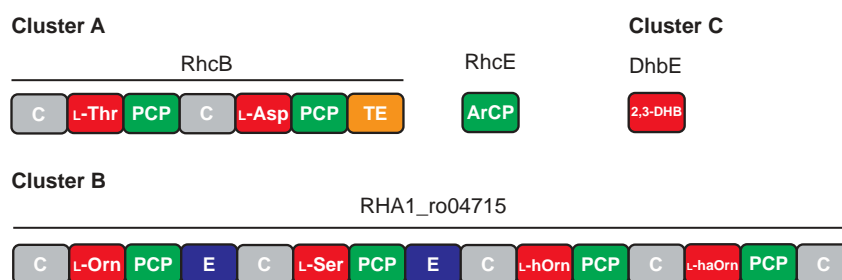 Cluster A Cluster C
RhcB RhcE DhbE
C L-Thr PCP C L-Asp PCP TE ArCP 2,3-DHB
Cluster B
RHA1_ro04715
C L-Orn PCP E C L-Ser PCP E C L-hOrn PCP C L-haOrn PCP C